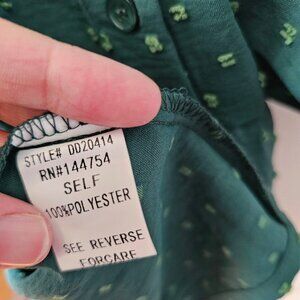 STYLE# DD20414
RN#144754
SELF
100%POLYESTER
SEE REVERSE
FORCARE